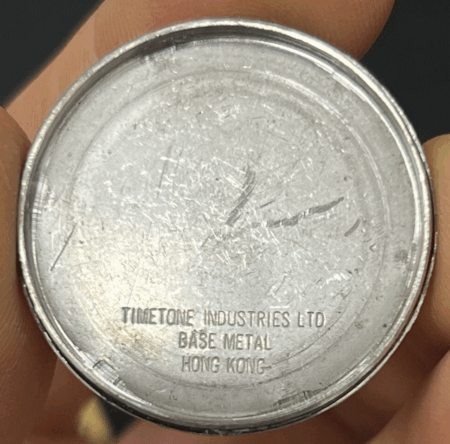 TIMETONE INDUSTRIES LTD
BASE METAL
HONG KONG